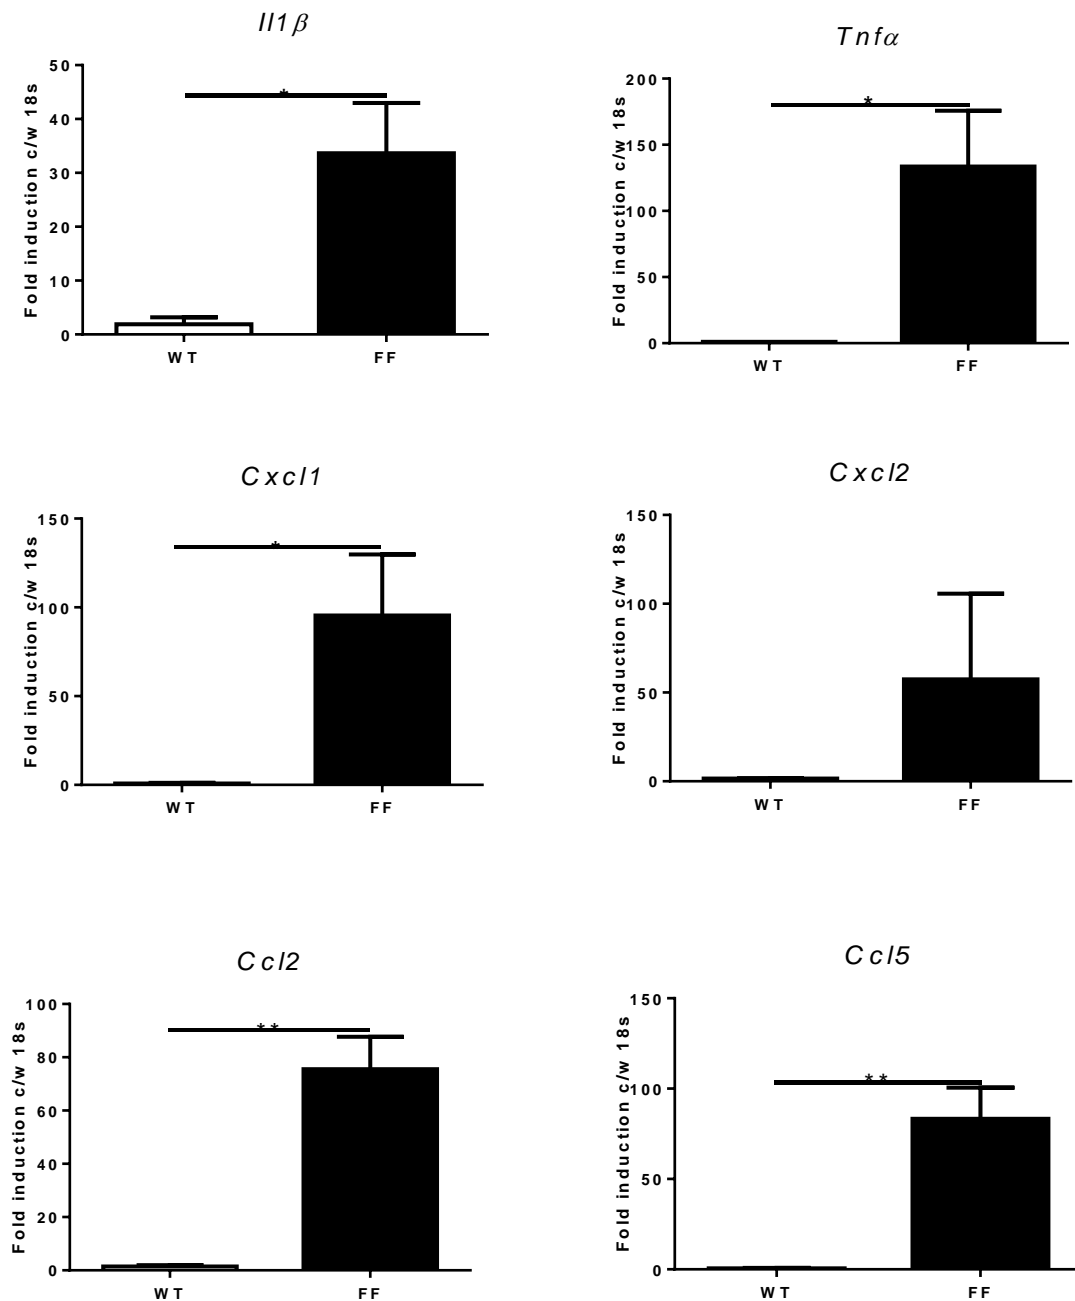 Il1β
Fold induction c/w 18s
50
40
30
20
10
0
*
WT FF
Tnfα
Fold induction c/w 18s
200
150
100
50
0
*
WT FF
Cxcl1
Fold induction c/w 18s
150
100
50
0
*
WT FF
Cxcl2
Fold induction c/w 18s
150
100
50
0
WT FF
Ccl2
Fold induction c/w 18s
100
80
60
40
20
0
**
WT FF
Ccl5
Fold induction c/w 18s
150
100
50
0
**
WT FF